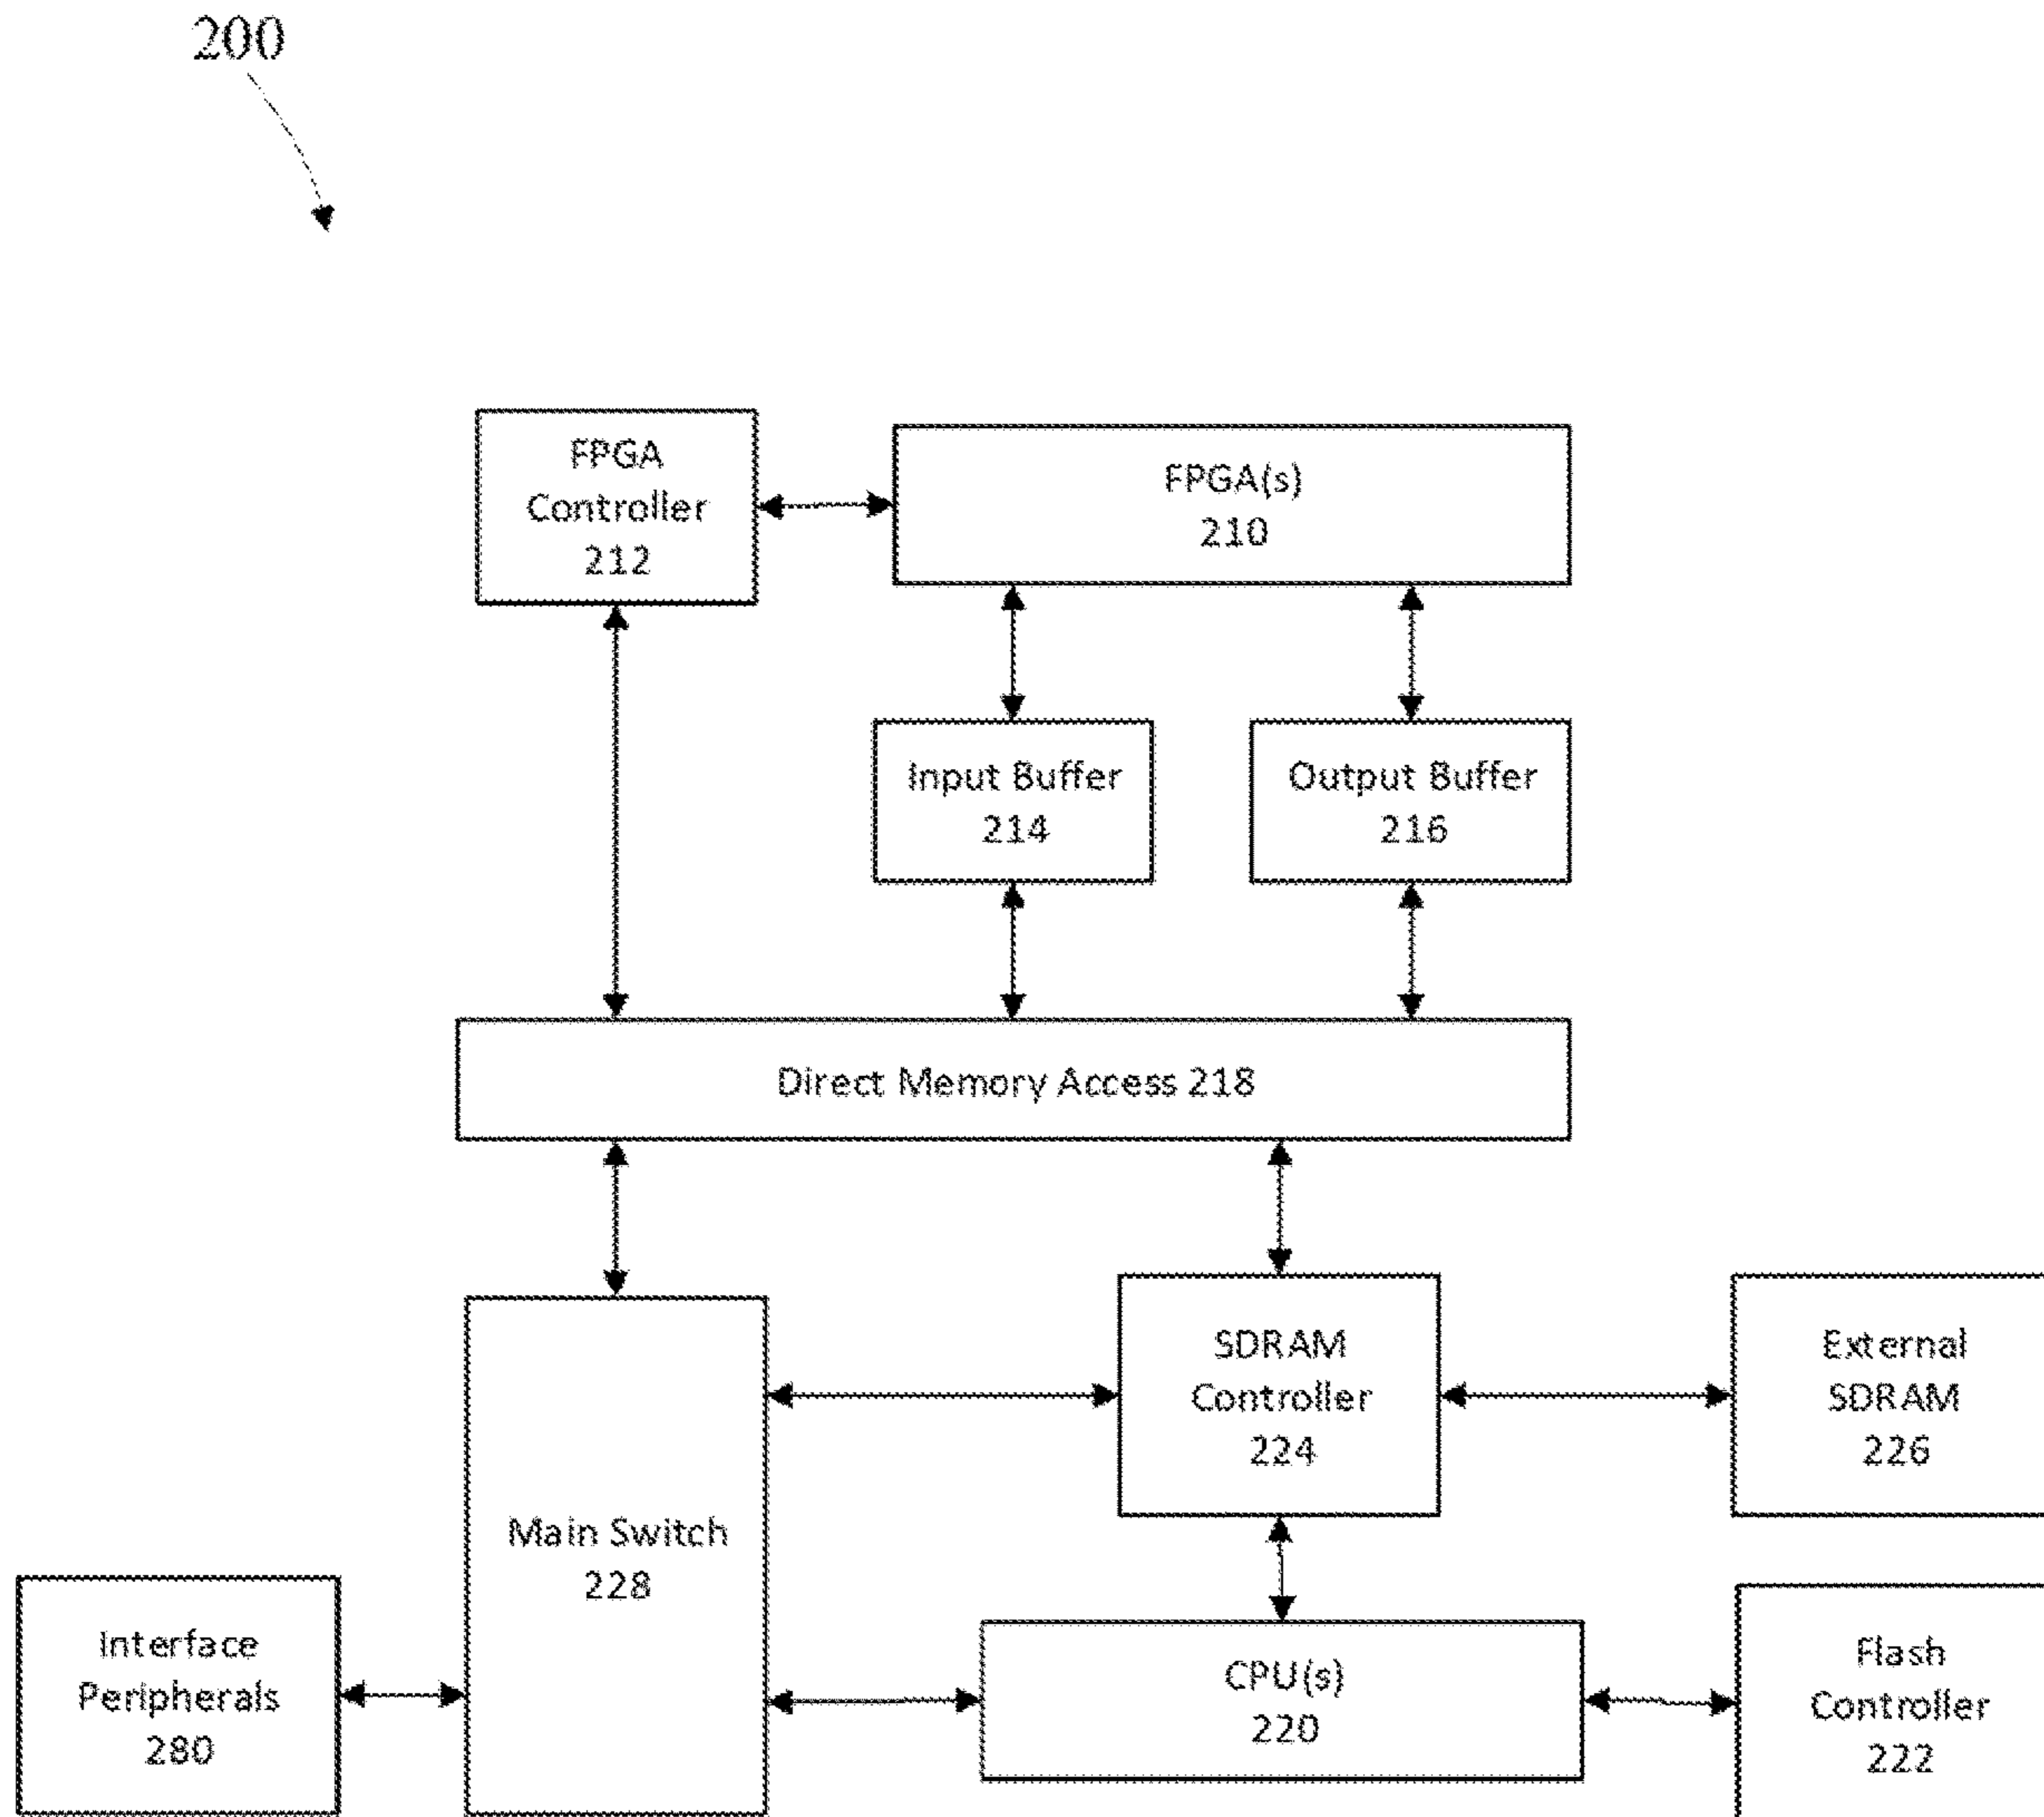 200
FPGA
Controller
212
FPGA(s)
210
Input Buffer
214
Output Buffer
216
Direct Memory Access 218
Main Switch
228
SDRAM
Controller
224
External
SDRAM
226
Interface
Peripherals
280
CPU(s)
220
Flash
Controller
222